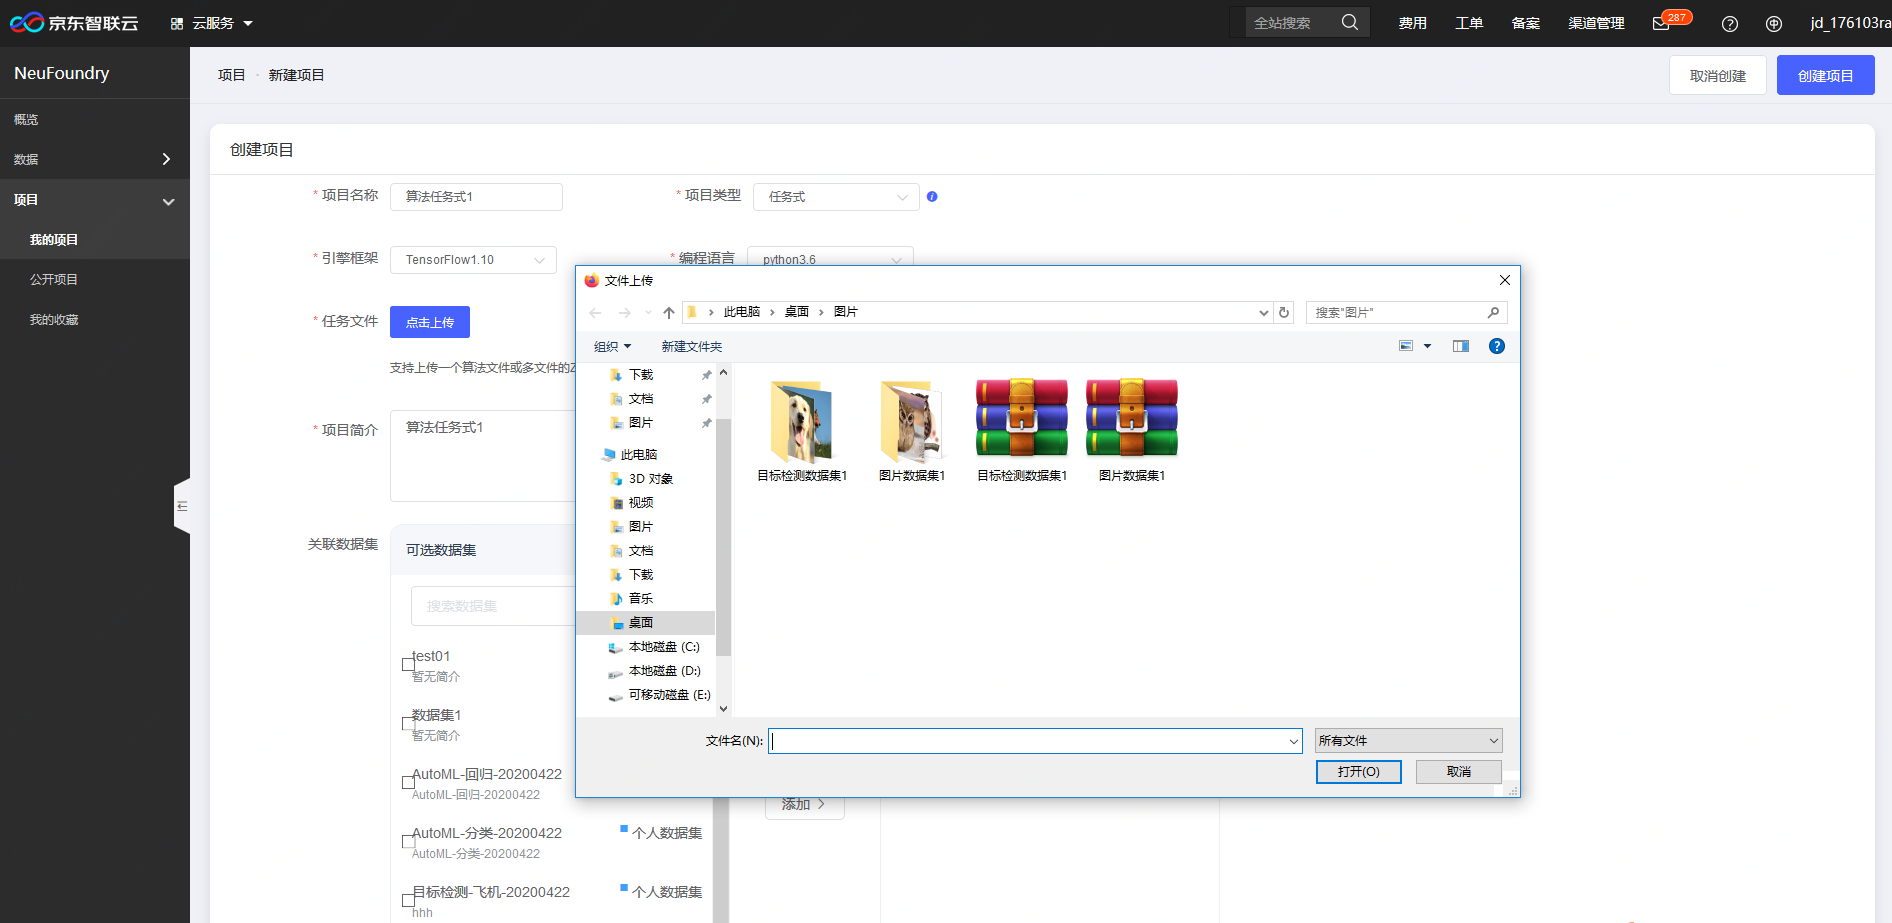 京东智联云
云服务
全站搜索
费用
工单
备案
渠道管理
287
jd_176103ra
NeuFoundry
概览
数据
项目
我的项目
公开项目
我的收藏
项目 · 新建项目
取消创建
创建项目
创建项目
* 项目名称
算法任务式1
* 项目类型
任务式
* 引擎框架
TensorFlow1.10
* 编程语言
python3.6
* 任务文件
点击上传
支持上传一个算法文件或多文件的Z
* 项目简介
算法任务式1
关联数据集
可选数据集
搜索数据集
test01
暂无简介
数据集1
暂无简介
AutoML-回归-20200422
AutoML-回归-20200422
AutoML-分类-20200422
个人数据集
AutoML-分类-20200422
目标检测-飞机-20200422
个人数据集
hhh
添加
文件上传
此电脑 › 桌面 › 图片
搜索"图片"
组织
新建文件夹
下载
文档
图片
此电脑
3D 对象
视频
图片
文档
下载
音乐
桌面
本地磁盘 (C:)
本地磁盘 (D:)
可移动磁盘 (E:)
目标检测数据集1
图片数据集1
目标检测数据集1
图片数据集1
文件名(N):
所有文件
打开(O)
取消